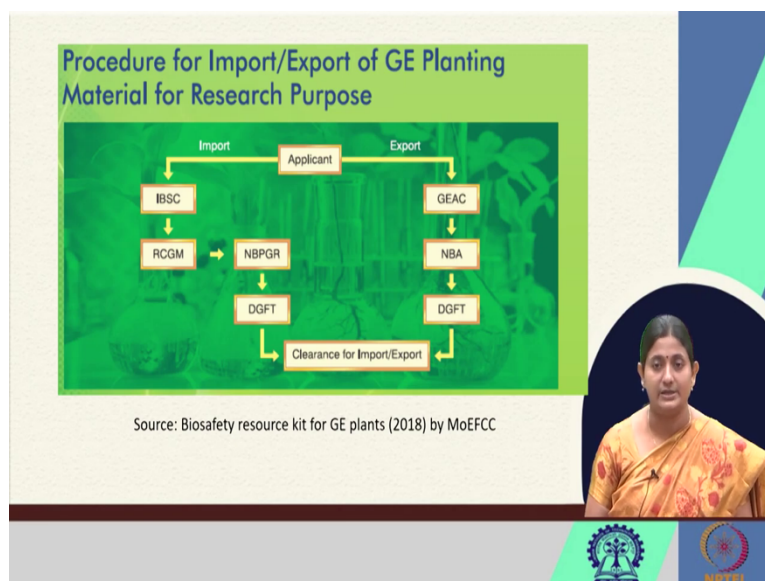 Procedure for Import/Export of GE Planting
Material for Research Purpose
Import
Applicant
Export
IBSC
GEAC
RCGM
NBPGR
NBA
DGFT
DGFT
Clearance for Import/Export
Source: Biosafety resource kit for GE plants (2018) by MoEFCC
NPTEL